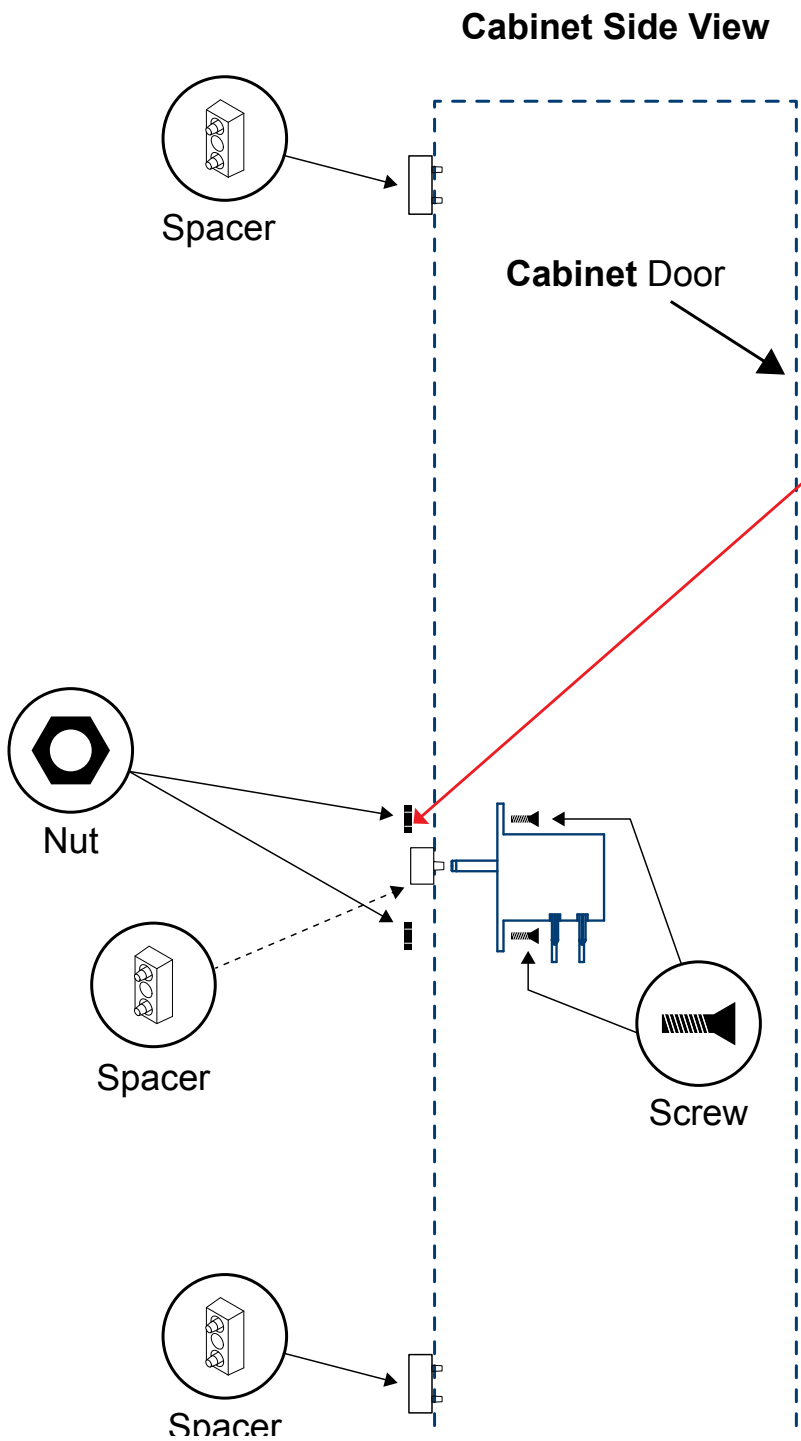 Cabinet Side View
Spacer
Cabinet Door
Nut
Spacer
Screw
Spacer